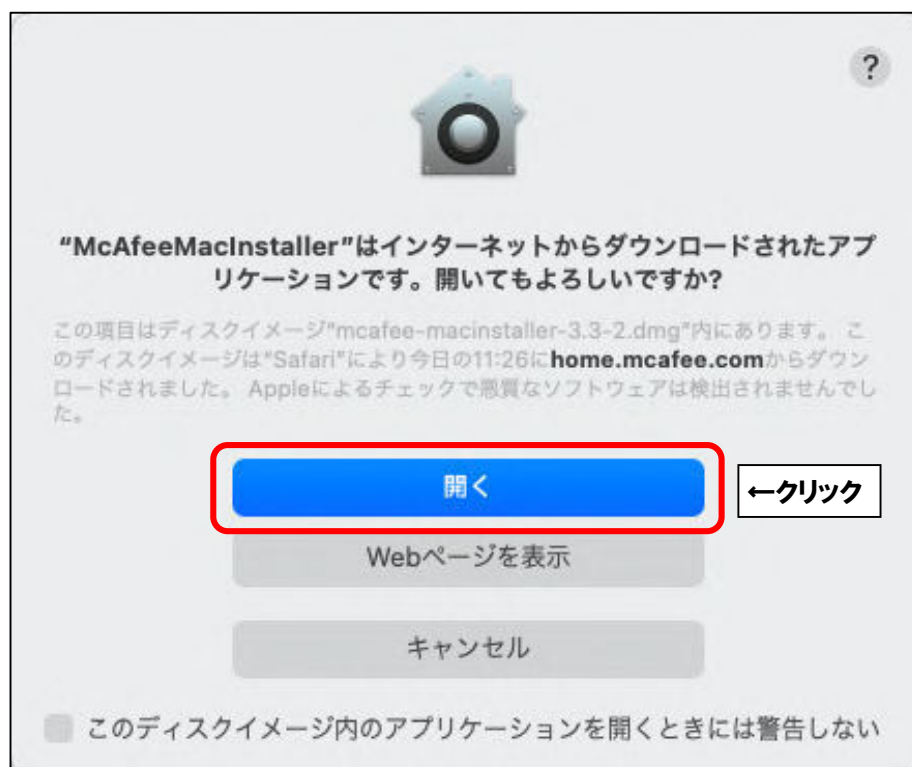 ?
“McAfeeMacInstaller”はインターネットからダウンロードされたアプ
リケーションです。開いてもよろしいですか?
この項目はディスクイメージ"mcafee-macinstaller-3.3-2.dmg"内にあります。 こ
のディスクイメージは"Safari"により今日の11:26にhome.mcafee.comからダウン
ロードされました。 Appleによるチェックで悪質なソフトウェアは検出されませんでし
た。
開く
←クリック
Webページを表示
キャンセル
このディスクイメージ内のアプリケーションを開くときには警告しない